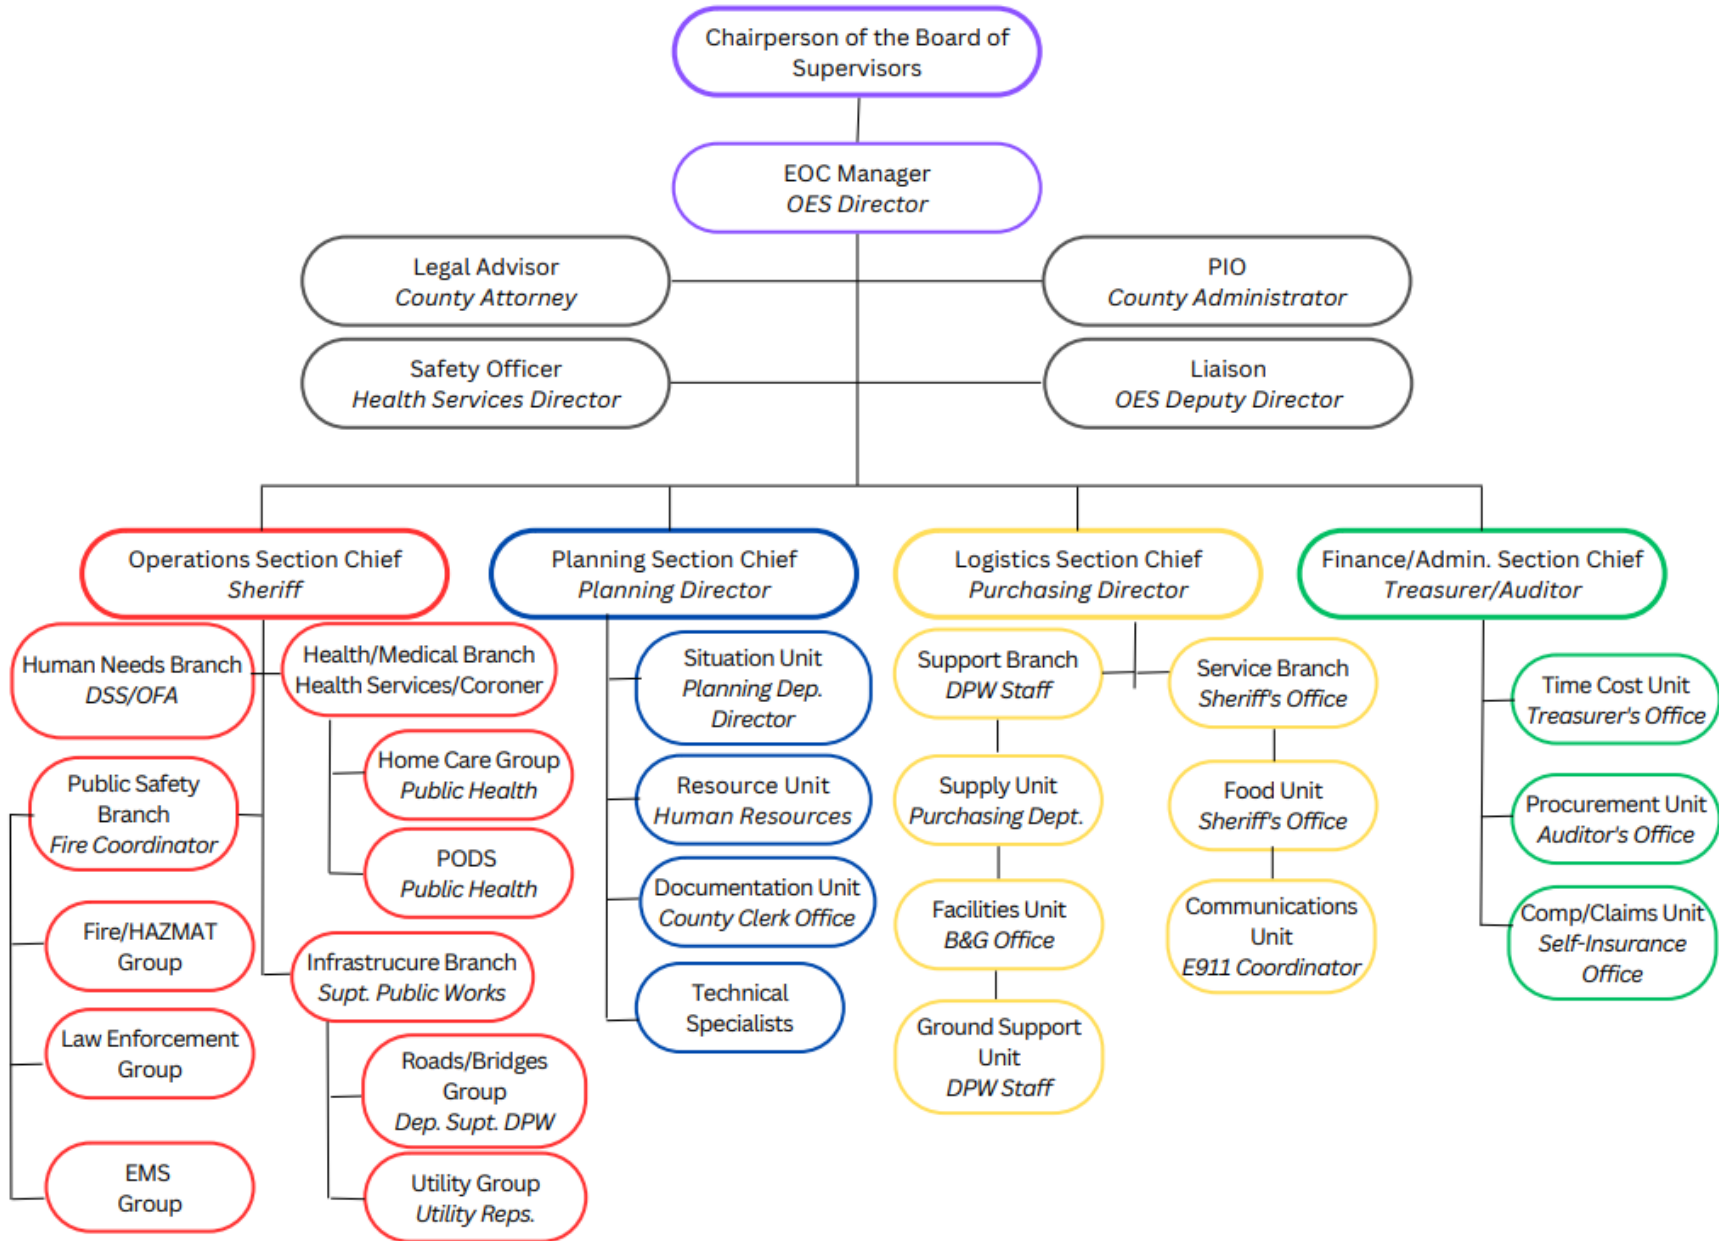 Chairperson of the Board of
Supervisors
EOC Manager
OES Director
Legal Advisor
County Attorney
PIO
County Administrator
Safety Officer
Health Services Director
Liaison
OES Deputy Director
Operations Section Chief
Sheriff
Planning Section Chief
Planning Director
Logistics Section Chief
Purchasing Director
Finance/Admin. Section Chief
Treasurer/Auditor
Human Needs Branch
DSS/OFA
Health/Medical Branch
Health Services/Coroner
Home Care Group
Public Health
PODS
Public Health
Public Safety
Branch
Fire Coordinator
Fire/HAZMAT
Group
Law Enforcement
Group
EMS
Group
Infrastrucure Branch
Supt. Public Works
Roads/Bridges
Group
Dep. Supt. DPW
Utility Group
Utility Reps.
Situation Unit
Planning Dep.
Director
Resource Unit
Human Resources
Documentation Unit
County Clerk Office
Technical
Specialists
Support Branch
DPW Staff
Supply Unit
Purchasing Dept.
Facilities Unit
B&G Office
Ground Support
Unit
DPW Staff
Service Branch
Sheriff's Office
Food Unit
Sheriff's Office
Communications
Unit
E911 Coordinator
Time Cost Unit
Treasurer's Office
Procurement Unit
Auditor's Office
Comp/Claims Unit
Self-Insurance
Office